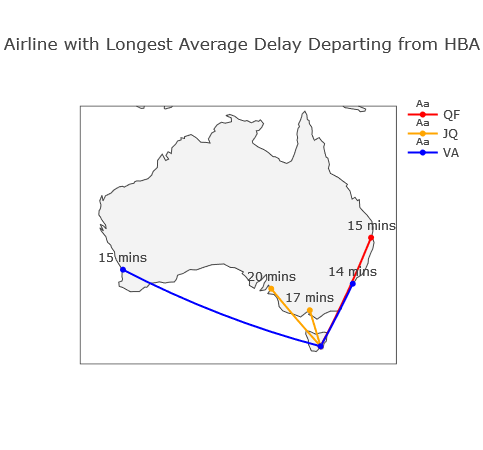 Airline with Longest Average Delay Departing from HBA
Aa
QF
Aa
JQ
Aa
VA
15 mins
15 mins
14 mins
20 mins
17 mins